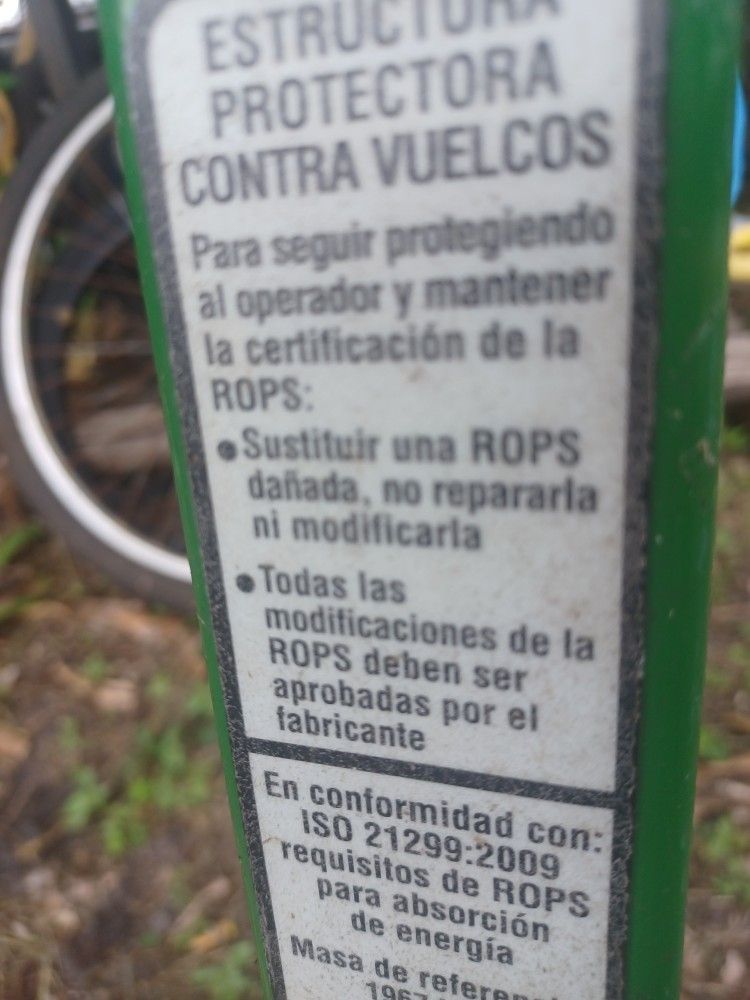 ESTRUCTURA
PROTECTORA
CONTRA VUELCOS
Para seguir protegiendo
al operador y mantener
la certificación de la
ROPS:
• Sustituir una ROPS
dañada, no repararla
ni modificarla
• Todas las
modificaciones de la
ROPS deben ser
aprobadas por el
fabricante
En conformidad con:
ISO 21299:2009
requisitos de ROPS
para absorción
de energía
Masa de